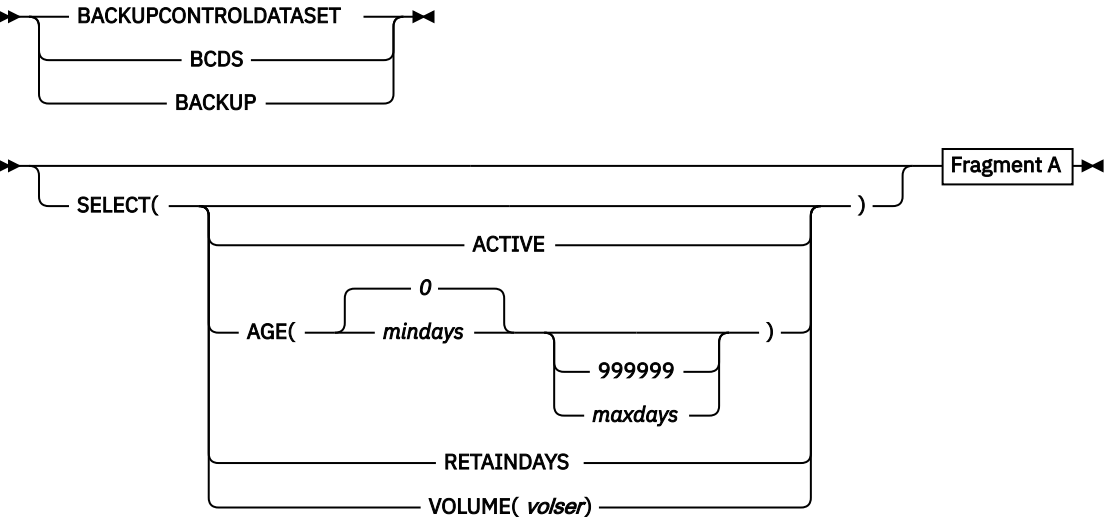 BACKUPCONTROLDATASET
BCDS
BACKUP
Fragment A
SELECT( )
ACTIVE
0
AGE( mindays )
999999
maxdays
RETAINDAYS
VOLUME( volser)